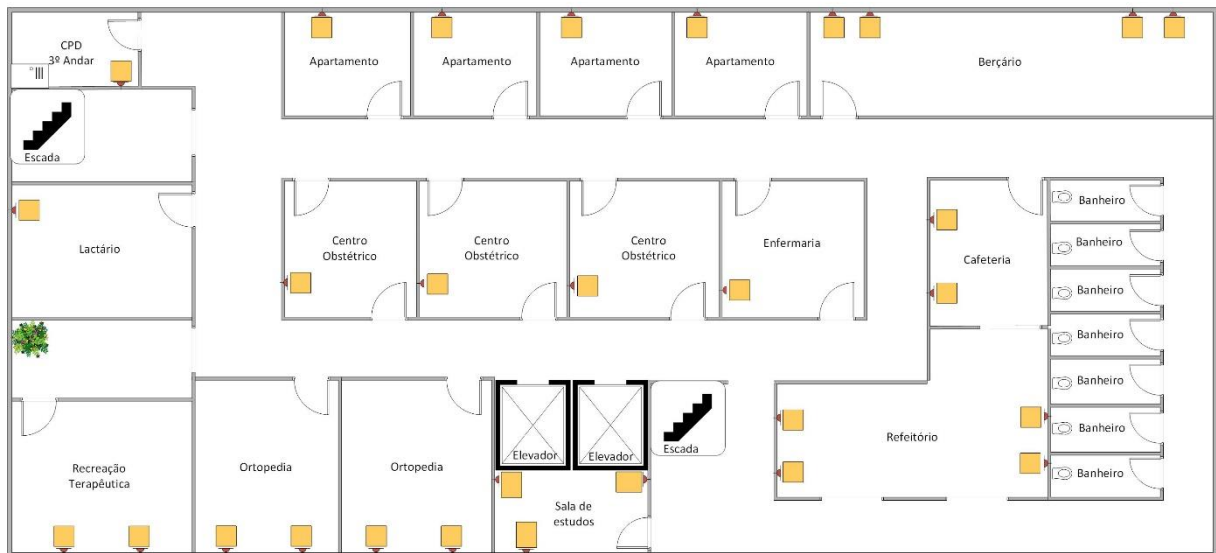 CPD
3º Andar
Apartamento
Apartamento
Apartamento
Apartamento
Berçário
Escada
Lactário
Centro
Obstétrico
Centro
Obstétrico
Centro
Obstétrico
Enfermaria
Cafeteria
Banheiro
Banheiro
Banheiro
Banheiro
Banheiro
Banheiro
Banheiro
Recreação
Terapêutica
Ortopedia
Ortopedia
Elevador
Elevador
Escada
Refeitório
Sala de
estudos